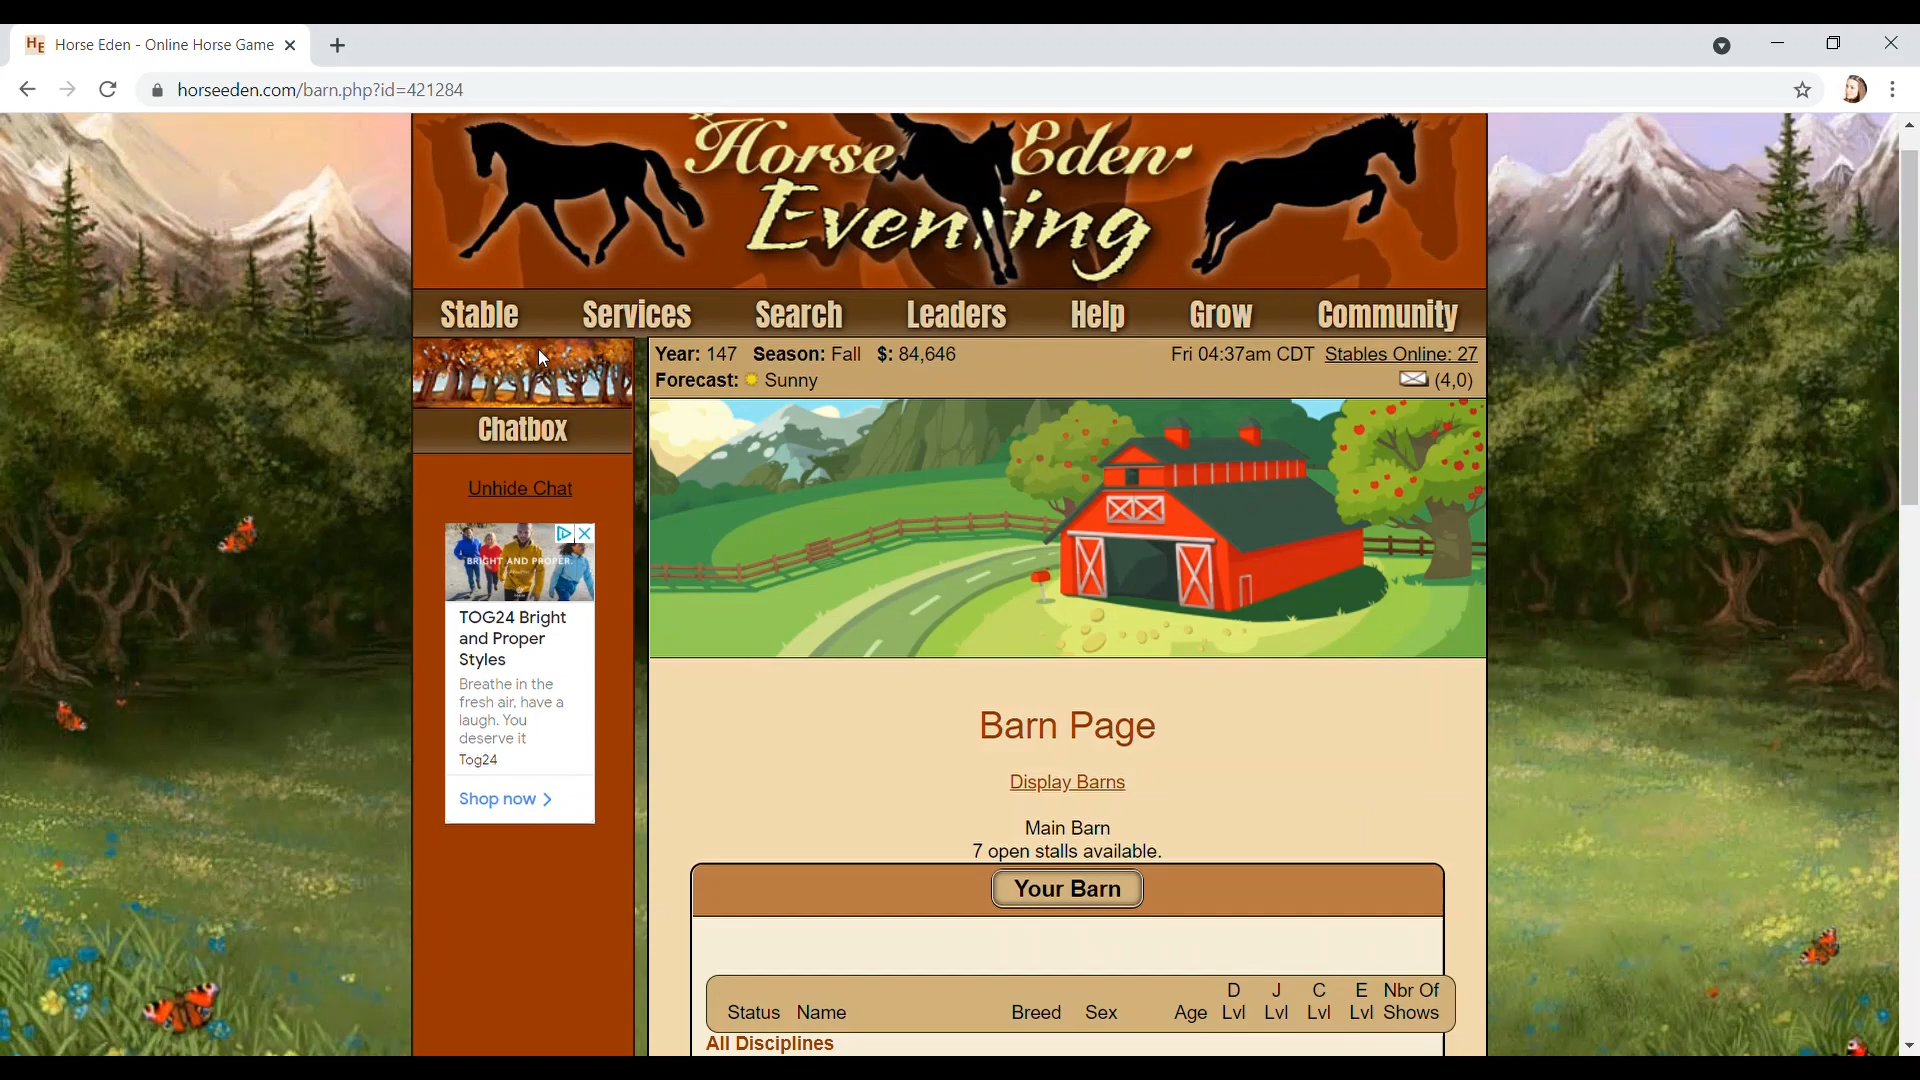 HE Horse Eden - Online Horse Game
horseeden.com/barn.php?id=421284
Horse Eden
Eventing
Stable Services Search Leaders Help Grow Community
Year: 147 Season: Fall $: 84,646 Fri 04:37am CDT Stables Online: 27
Forecast: Sunny (4,0)
Chatbox
Unhide Chat
BRIGHT AND PROPER.
TOG24 Bright
and Proper
Styles
Breathe in the
fresh air, have a
laugh. You
deserve it
Tog24
Shop now
Barn Page
Display Barns
Main Barn
7 open stalls available.
Your Barn
D J C E Nbr Of
Status Name Breed Sex Age Lvl Lvl Lvl Lvl Shows
All Disciplines